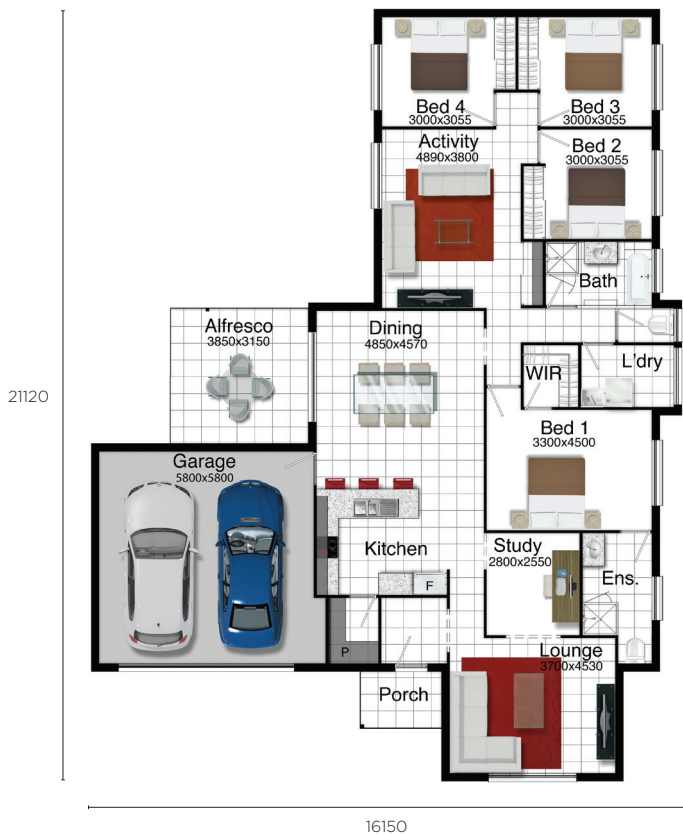 Bed 4
3000x3055
Bed 3
3000x3055
Activity
4890x3800
Bed 2
3000x3055
Bath
Alfresco
3850x3150
Dining
4850x4570
WIR
L'dry
21120
Bed 1
3300x4500
Garage
5800x5800
Kitchen
Study
2800x2550
Ens.
F
P
Lounge
3700x4530
Porch
16150